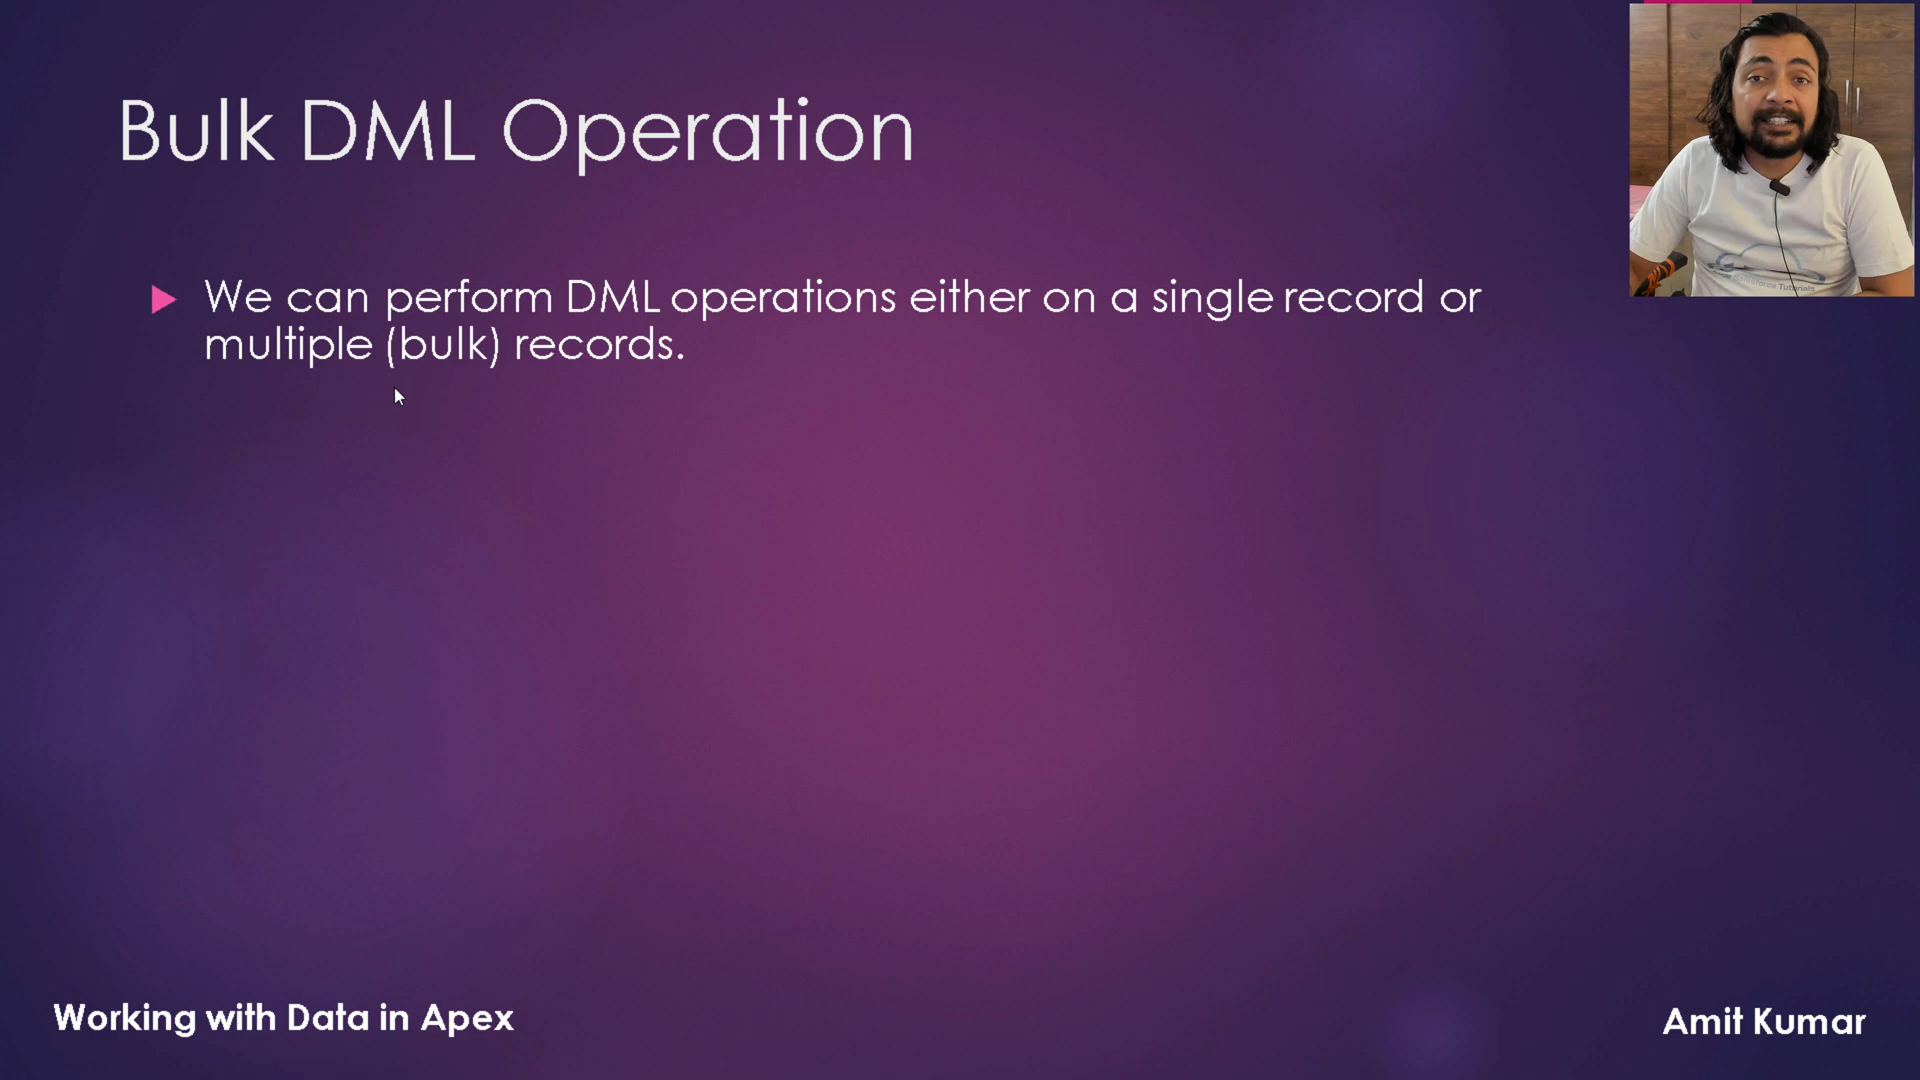 Bulk DML Operation
We can perform DML operations either on a single record or
multiple (bulk) records.
Tutorials
Working with Data in Apex
Amit Kumar